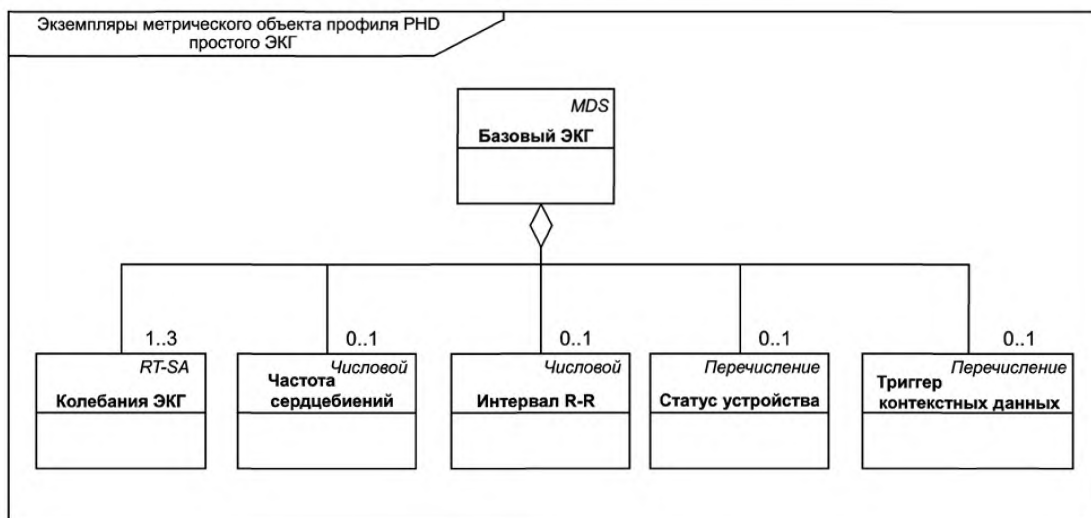 Экземпляры метрического объекта профиля PHD
простого ЭКГ
MDS
Базовый ЭКГ
1..3
0..1
0..1
0..1
0..1
RT-SA
Колебания ЭКГ
Числовой
Частота
сердцебиений
Числовой
Интервал R-R
Перечисление
Статус устройства
Перечисление
Триггер
контекстных данных